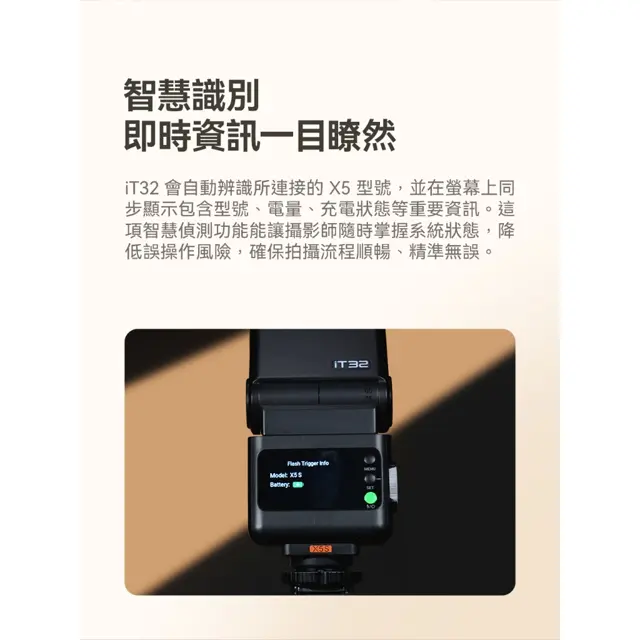 智慧識別
即時資訊一目瞭然
iT32 會自動辨識所連接的 X5 型號，並在螢幕上同
步顯示包含型號、電量、充電狀態等重要資訊。這
項智慧偵測功能能讓攝影師隨時掌握系統狀態，降
低誤操作風險，確保拍攝流程順暢、精準無誤。
iT32
Flash Trigger Info
Model: X5 S
Battery:
MENU
SET
X5S